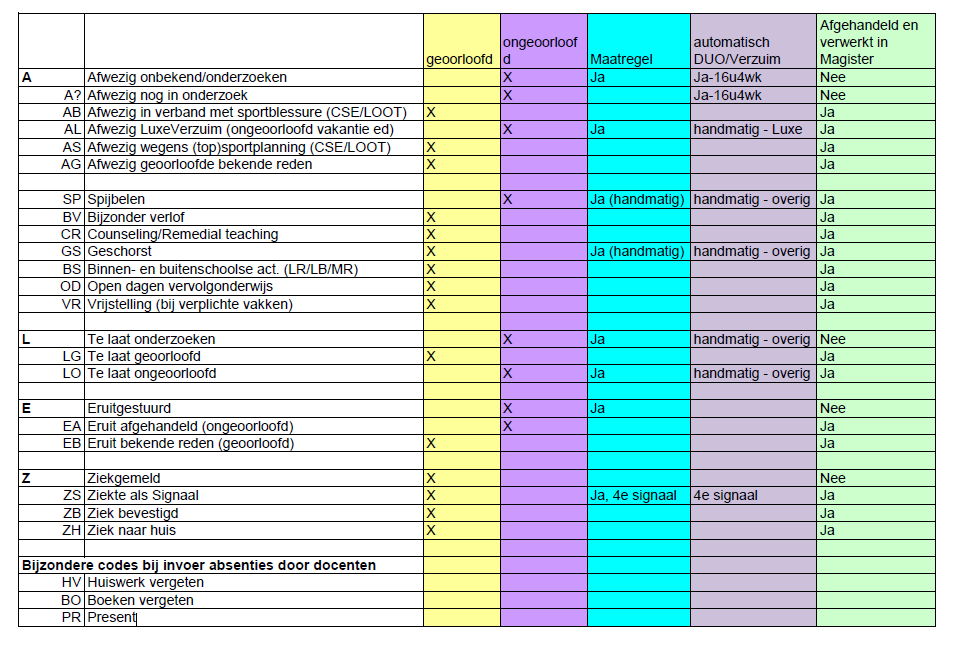 geoorloofd ongeoorloof d Maatregel automatisch DUO/Verzuim Afgehandeld en verwerkt in Magister
A Afwezig onbekend/onderzoeken X Ja Ja-16u4wk Nee
A? Afwezig nog in onderzoek X Ja-16u4wk Nee
AB Afwezig in verband met sportblessure (CSE/LOOT) X Ja
AL Afwezig LuxeVerzuim (ongeoorloofd vakantie ed) X Ja handmatig - Luxe Ja
AS Afwezig wegens (top)sportplanning (CSE/LOOT) X Ja
AG Afwezig geoorloofde bekende reden X Ja
SP Spijbelen X Ja (handmatig) handmatig - overig Ja
BV Bijzonder verlof X Ja
CR Counseling/Remedial teaching X Ja
GS Geschorst X Ja (handmatig) handmatig - overig Ja
BS Binnen- en buitenschoolse act. (LR/LB/MR) X Ja
OD Open dagen vervolgonderwijs X Ja
VR Vrijstelling (bij verplichte vakken) X Ja
L Te laat onderzoeken X Ja handmatig - overig Nee
LG Te laat geoorloofd X Ja
LO Te laat ongeoorloofd X Ja handmatig - overig Ja
E Eruitgestuurd X Ja Nee
EA Eruit afgehandeld (ongeoorloofd) X Ja
EB Eruit bekende reden (geoorloofd) X Ja
Z Ziekgemeld X Nee
ZS Ziekte als Signaal X Ja, 4e signaal 4e signaal Ja
ZB Ziek bevestigd X Ja
ZH Ziek naar huis X Ja
Bijzondere codes bij invoer absenties door docenten
HV Huiswerk vergeten
BO Boeken vergeten
PR Present